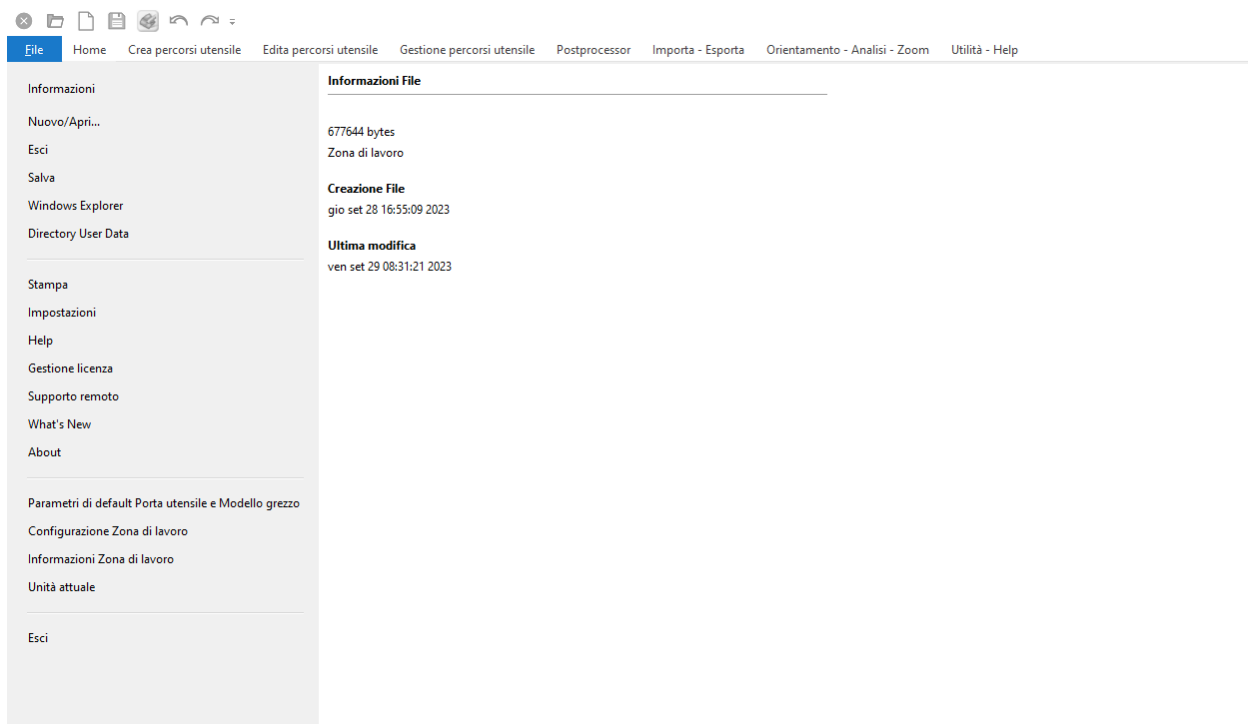 File Home Crea percorsi utensile Edita percorsi utensile Gestione percorsi utensile Postprocessor Importa - Esporta Orientamento - Analisi - Zoom Utilità - Help
Informazioni
Nuovo/Apri...
Esci
Salva
Windows Explorer
Directory User Data
Stampa
Impostazioni
Help
Gestione licenza
Supporto remoto
What's New
About
Parametri di default Porta utensile e Modello grezzo
Configurazione Zona di lavoro
Informazioni Zona di lavoro
Unità attuale
Esci
Informazioni File
677644 bytes
Zona di lavoro
Creazione File
gio set 28 16:55:09 2023
Ultima modifica
ven set 29 08:31:21 2023